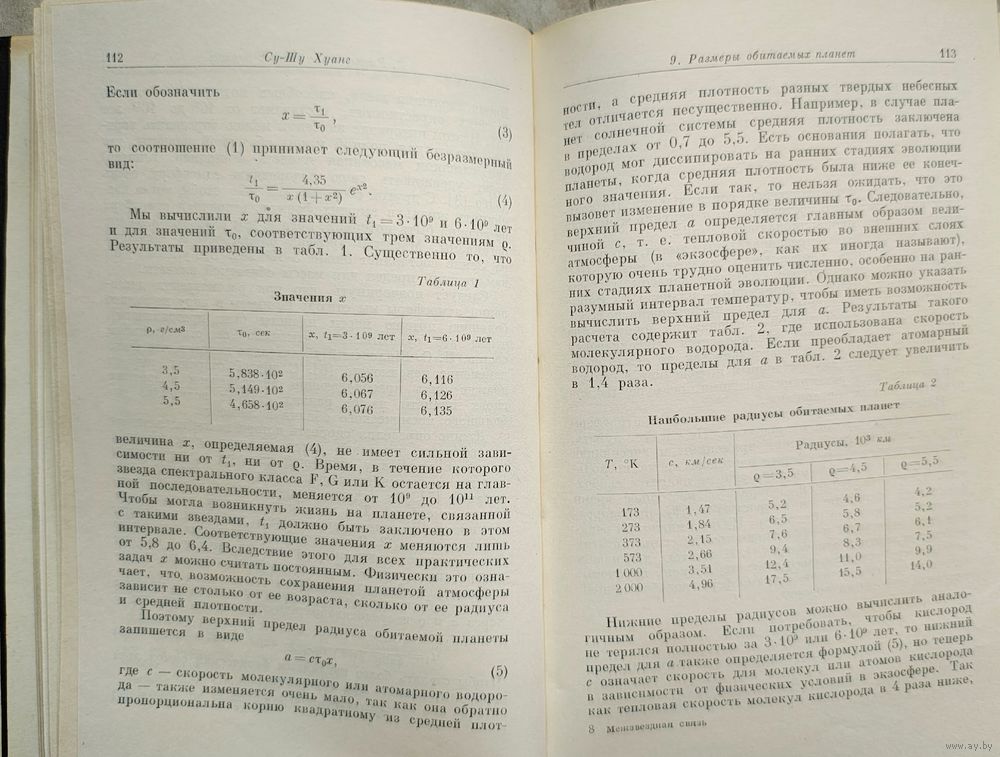 112
Су-Шу Хуанг
Если обозначить
x = τ₁/τ₀ ,
(3)
то соотношение (1) принимает следующий безразмерный
вид:
t₁/τ₀ = 4,35/x (1 + x²) eˣ² .
(4)
Мы вычислили x для значений t₁ = 3·10⁹ и 6·10⁹ лет
и для значений τ₀, соответствующих трем значениям ϱ.
Результаты приведены в табл. 1. Существенно то, что
Таблица 1
Значения x
ρ, г/см3 τ₀, сек x, t₁=3·10⁹ лет x, t₁=6·10⁹ лет
3,5 5,838·10² 6,056 6,116
4,5 5,149·10² 6,067 6,126
5,5 4,658·10² 6,076 6,135
величина x, определяемая (4), не имеет сильной зави-
симости ни от t₁, ни от ϱ. Время, в течение которого
звезда спектрального класса F, G или K остается на глав-
ной последовательности, меняется от 10⁹ до 10¹¹ лет.
Чтобы могла возникнуть жизнь на планете, связанной
с такими звездами, t₁ должно быть заключено в этом
интервале. Соответствующие значения x меняются лишь
от 5,8 до 6,4. Вследствие этого для всех практических
задач x можно считать постоянным. Физически это озна-
чает, что возможность сохранения планетой атмосферы
зависит не столько от ее возраста, сколько от ее радиуса
и средней плотности.
Поэтому верхний предел радиуса обитаемой планеты
запишется в виде
a = cτ₀x,
(5)
где c — скорость молекулярного или атомарного водоро-
да — также изменяется очень мало, так как она обратно
пропорциональна корню квадратному из средней плот-
9. Размеры обитаемых планет
113
ности, а средняя плотность разных твердых небесных
тел отличается несущественно. Например, в случае пла-
нет солнечной системы средняя плотность заключена
в пределах от 0,7 до 5,5. Есть основания полагать, что
водород мог диссипировать на ранних стадиях эволюции
планеты, когда средняя плотность была ниже ее конеч-
ного значения. Если так, то нельзя ожидать, что это
вызовет изменение в порядке величины τ₀. Следовательно,
верхний предел a определяется главным образом вели-
чиной c, т. е. тепловой скоростью во внешних слоях
атмосферы (в «экзосфере», как их иногда называют),
которую очень трудно оценить численно, особенно на ран-
них стадиях планетной эволюции. Однако можно указать
разумный интервал температур, чтобы иметь возможность
вычислить верхний предел для a. Результаты такого
расчета содержит табл. 2, где использована скорость
молекулярного водорода. Если преобладает атомарный
водород, то пределы для a в табл. 2 следует увеличить
в 1,4 раза.
Таблица 2
Наибольшие радиусы обитаемых планет
T, °K c, км/сек Радиусы, 10³ км
ϱ=3,5 ϱ=4,5 ϱ=5,5
173 1,47 5,2 4,6 4,2
273 1,84 6,5 5,8 5,2
373 2,15 7,6 6,7 6,1
573 2,66 9,4 8,3 7,5
1 000 3,51 12,4 11,0 9,9
2 000 4,96 17,5 15,5 14,0
Нижние пределы радиусов можно вычислить анало-
гичным образом. Если потребовать, чтобы кислород
не терялся полностью за 3·10⁹ или 6·10⁹ лет, то нижний
предел для a также определяется формулой (5), но теперь
c означает скорость для молекул или атомов кислорода
в зависимости от физических условий в экзосфере. Так
как тепловая скорость молекул кислорода в 4 раза ниже,
8 Межзвездная связь
www.ay.by